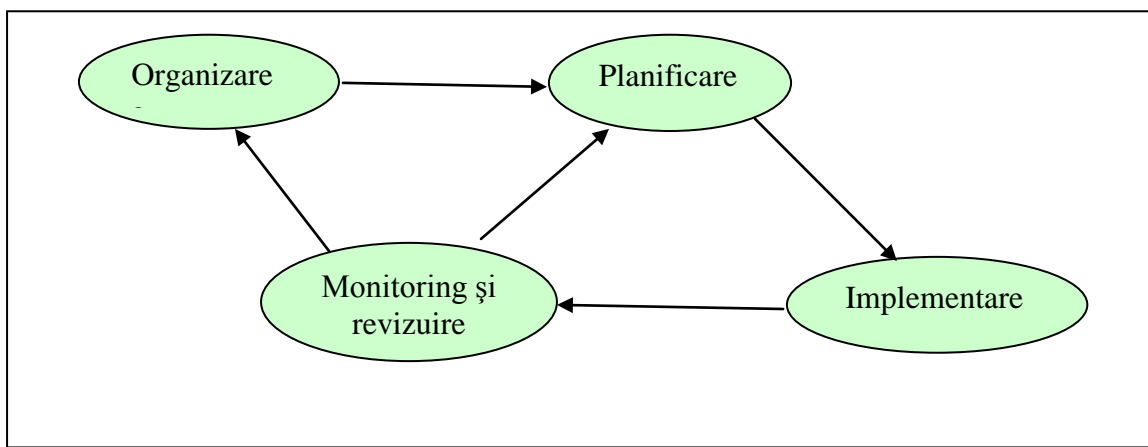 Organizare
Planificare
Monitoring şi
revizuire
Implementare